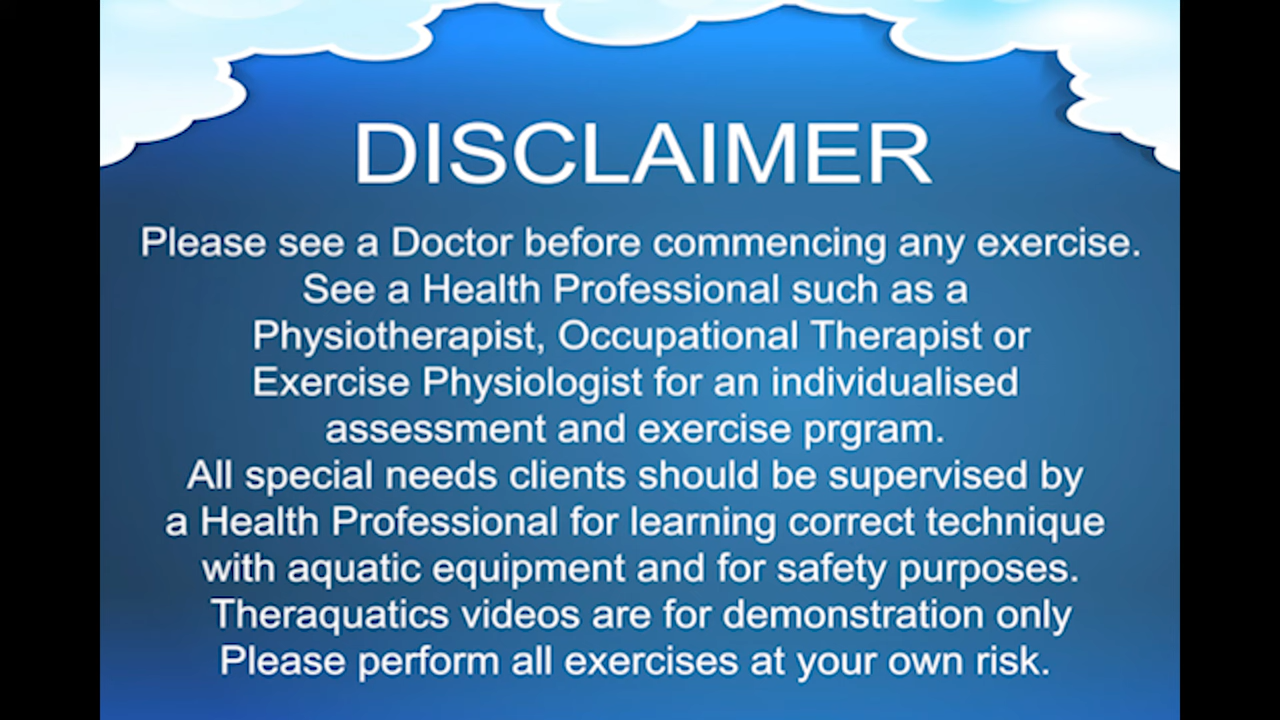 DISCLAIMER
Please see a Doctor before commencing any exercise.
See a Health Professional such as a
Physiotherapist, Occupational Therapist or
Exercise Physiologist for an individualised
assessment and exercise prgram.
All special needs clients should be supervised by
a Health Professional for learning correct technique
with aquatic equipment and for safety purposes.
Theraquatics videos are for demonstration only
Please perform all exercises at your own risk.